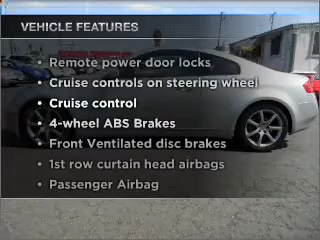 VEHICLE FEATURES
• Remote power door locks
• Cruise controls on steering wheel
• Cruise control
• 4-wheel ABS Brakes
• Front Ventilated disc brakes
• 1st row curtain head airbags
• Passenger Airbag